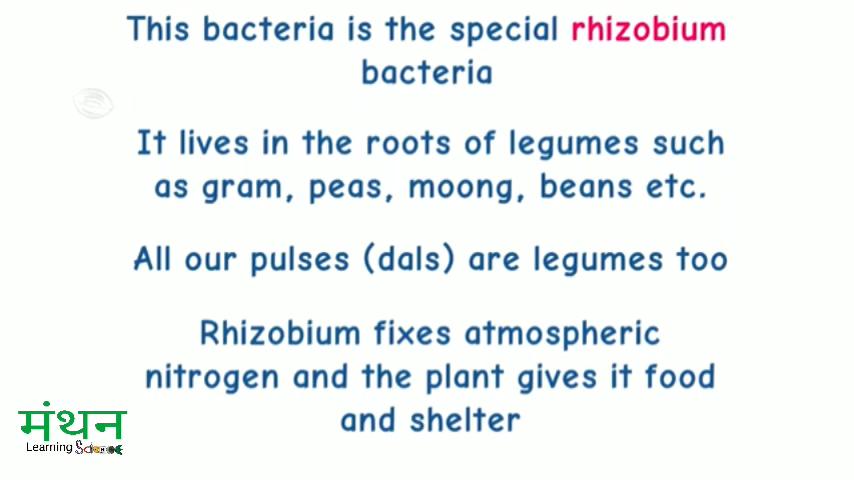 This bacteria is the special rhizobium
bacteria
It lives in the roots of legumes such
as gram, peas, moong, beans etc.
All our pulses (dals) are legumes too
Rhizobium fixes atmospheric
nitrogen and the plant gives it food
and shelter
मंथन
Learning Science